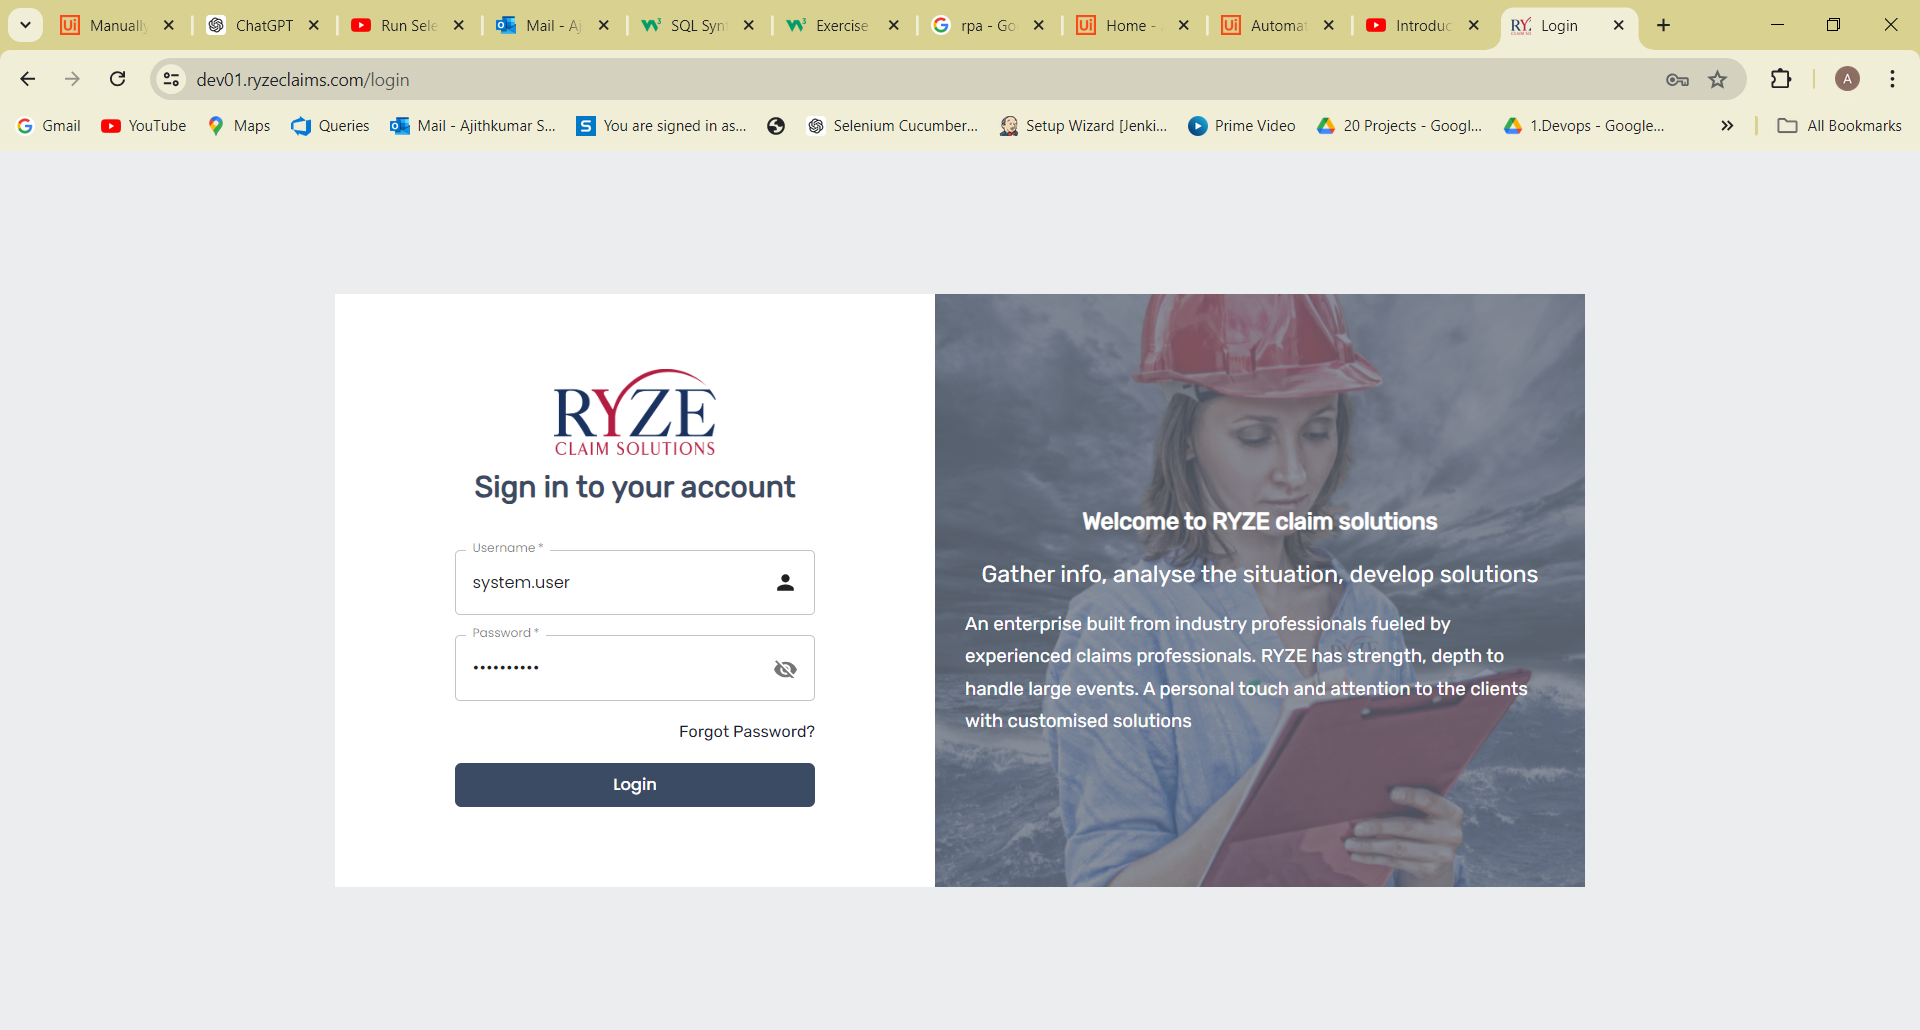 Manually
ChatGPT
Run Sele
Mail - Aj
SQL Syn
Exercise
rpa - Go
Home -
Automat
Introduc
Login
dev01.ryzeclaims.com/login
A
Gmail
YouTube
Maps
Queries
Mail - Ajithkumar S...
You are signed in as...
Selenium Cucumber...
Setup Wizard [Jenki...
Prime Video
20 Projects - Googl...
1.Devops - Google...
All Bookmarks
RYZE
CLAIM SOLUTIONS
Sign in to your account
Username *
system.user
Password *
Forgot Password?
Login
Welcome to RYZE claim solutions
Gather info, analyse the situation, develop solutions
An enterprise built from industry professionals fueled by
experienced claims professionals. RYZE has strength, depth to
handle large events. A personal touch and attention to the clients
with customised solutions